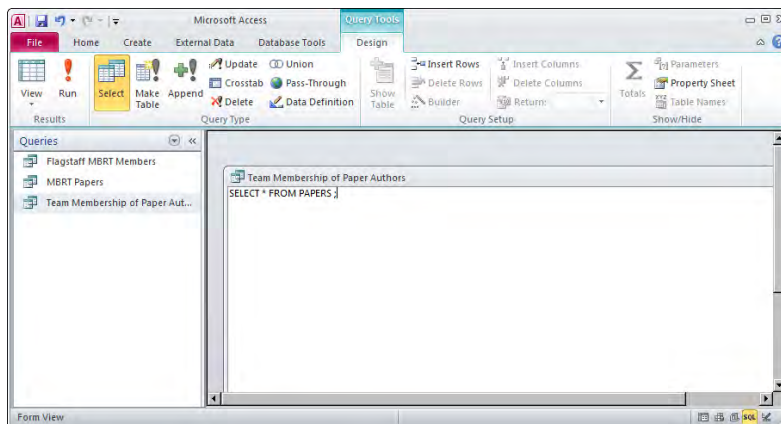 A
Microsoft Access
Query Tools
File
Home
Create
External Data
Database Tools
Design
View
Run
Results
Select
Make Table
Append
Update
Crosstab
Delete
Union
Pass-Through
Data Definition
Query Type
Show Table
Insert Rows
Delete Rows
Builder
Insert Columns
Delete Columns
Return:
Query Setup
Totals
Parameters
Property Sheet
Table Names
Show/Hide
Queries
Flagstaff MBRT Members
MBRT Papers
Team Membership of Paper Aut...
Team Membership of Paper Authors
SELECT * FROM PAPERS ;
Form View
SQL